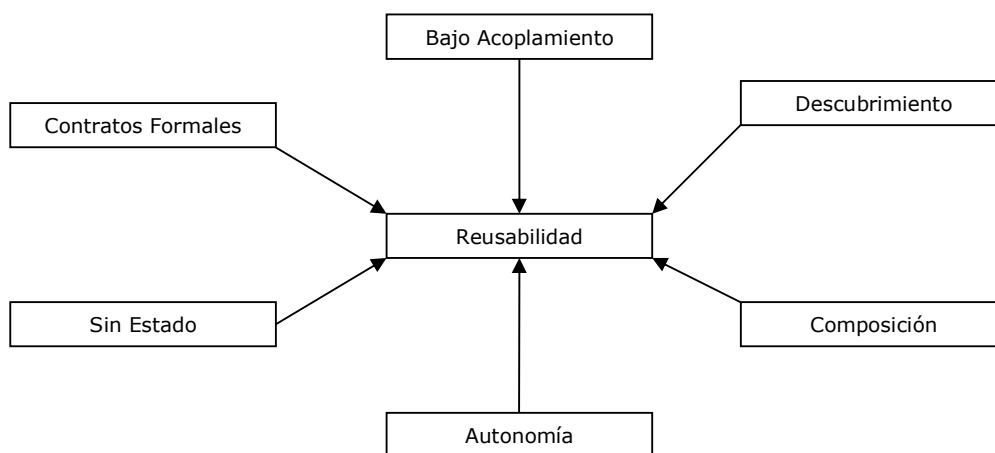 Bajo Acoplamiento
Descubrimiento
Contratos Formales
Reusabilidad
Sin Estado
Composición
Autonomía